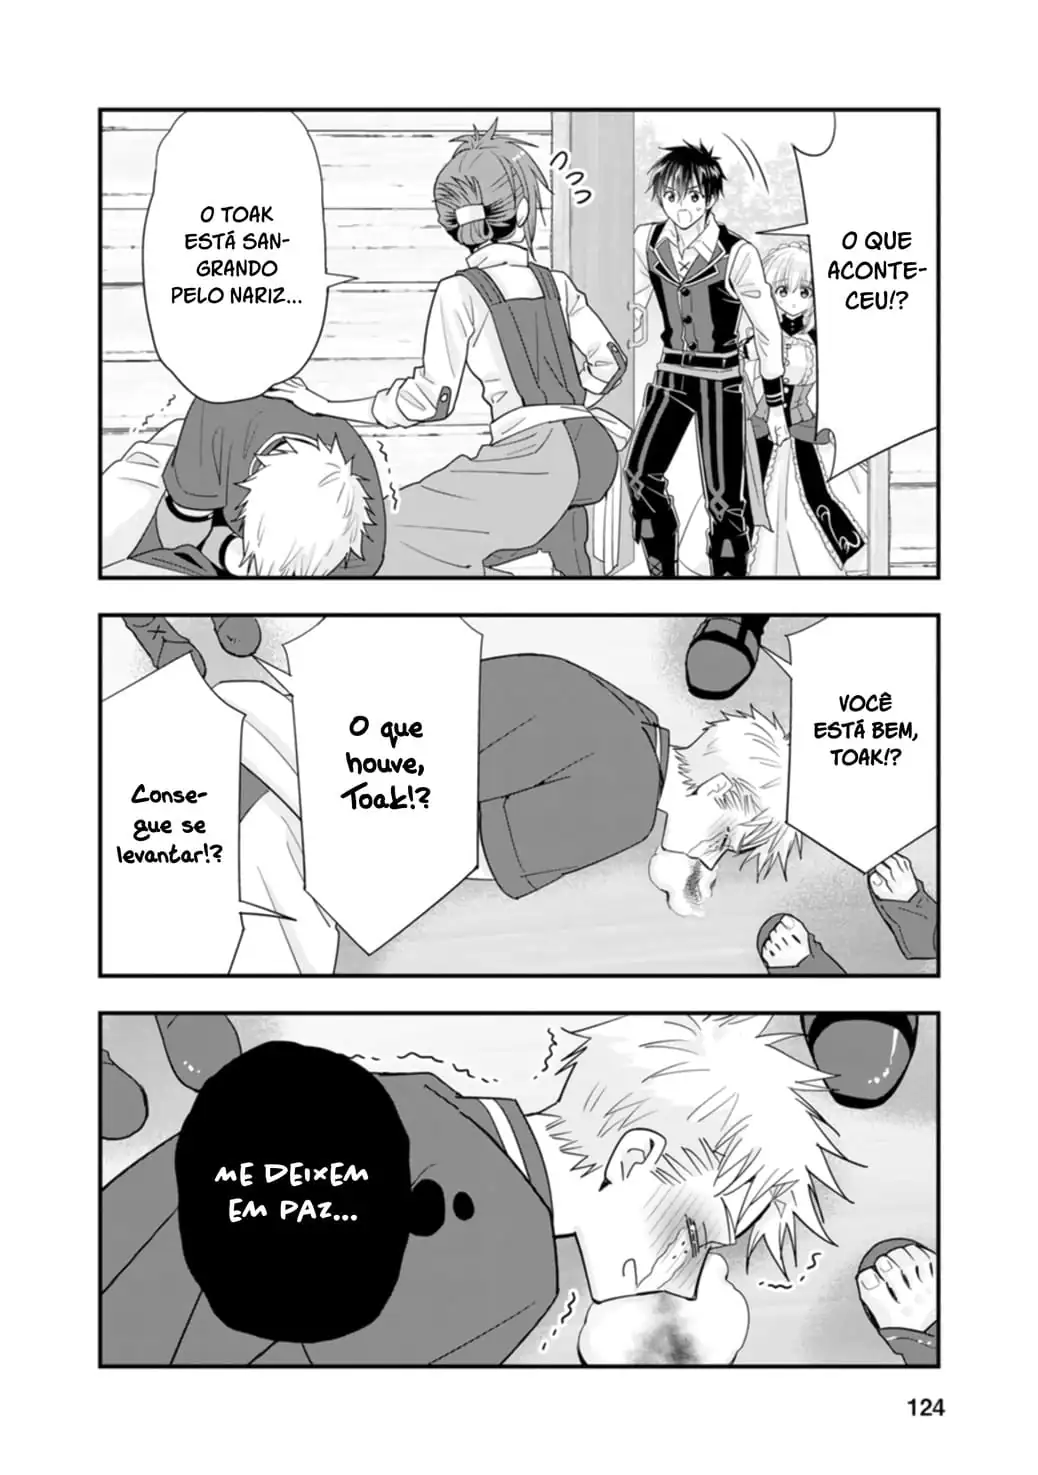 O QUE
ACONTE-
CEU!?
O TOAK
ESTÁ SAN-
GRANDO
PELO NARIZ...
VOCÊ
ESTÁ BEM,
TOAK!?
O que
houve,
Toak!?
Conse-
gue se
levantar!?
ME DEIXEM
EM PAZ...
124